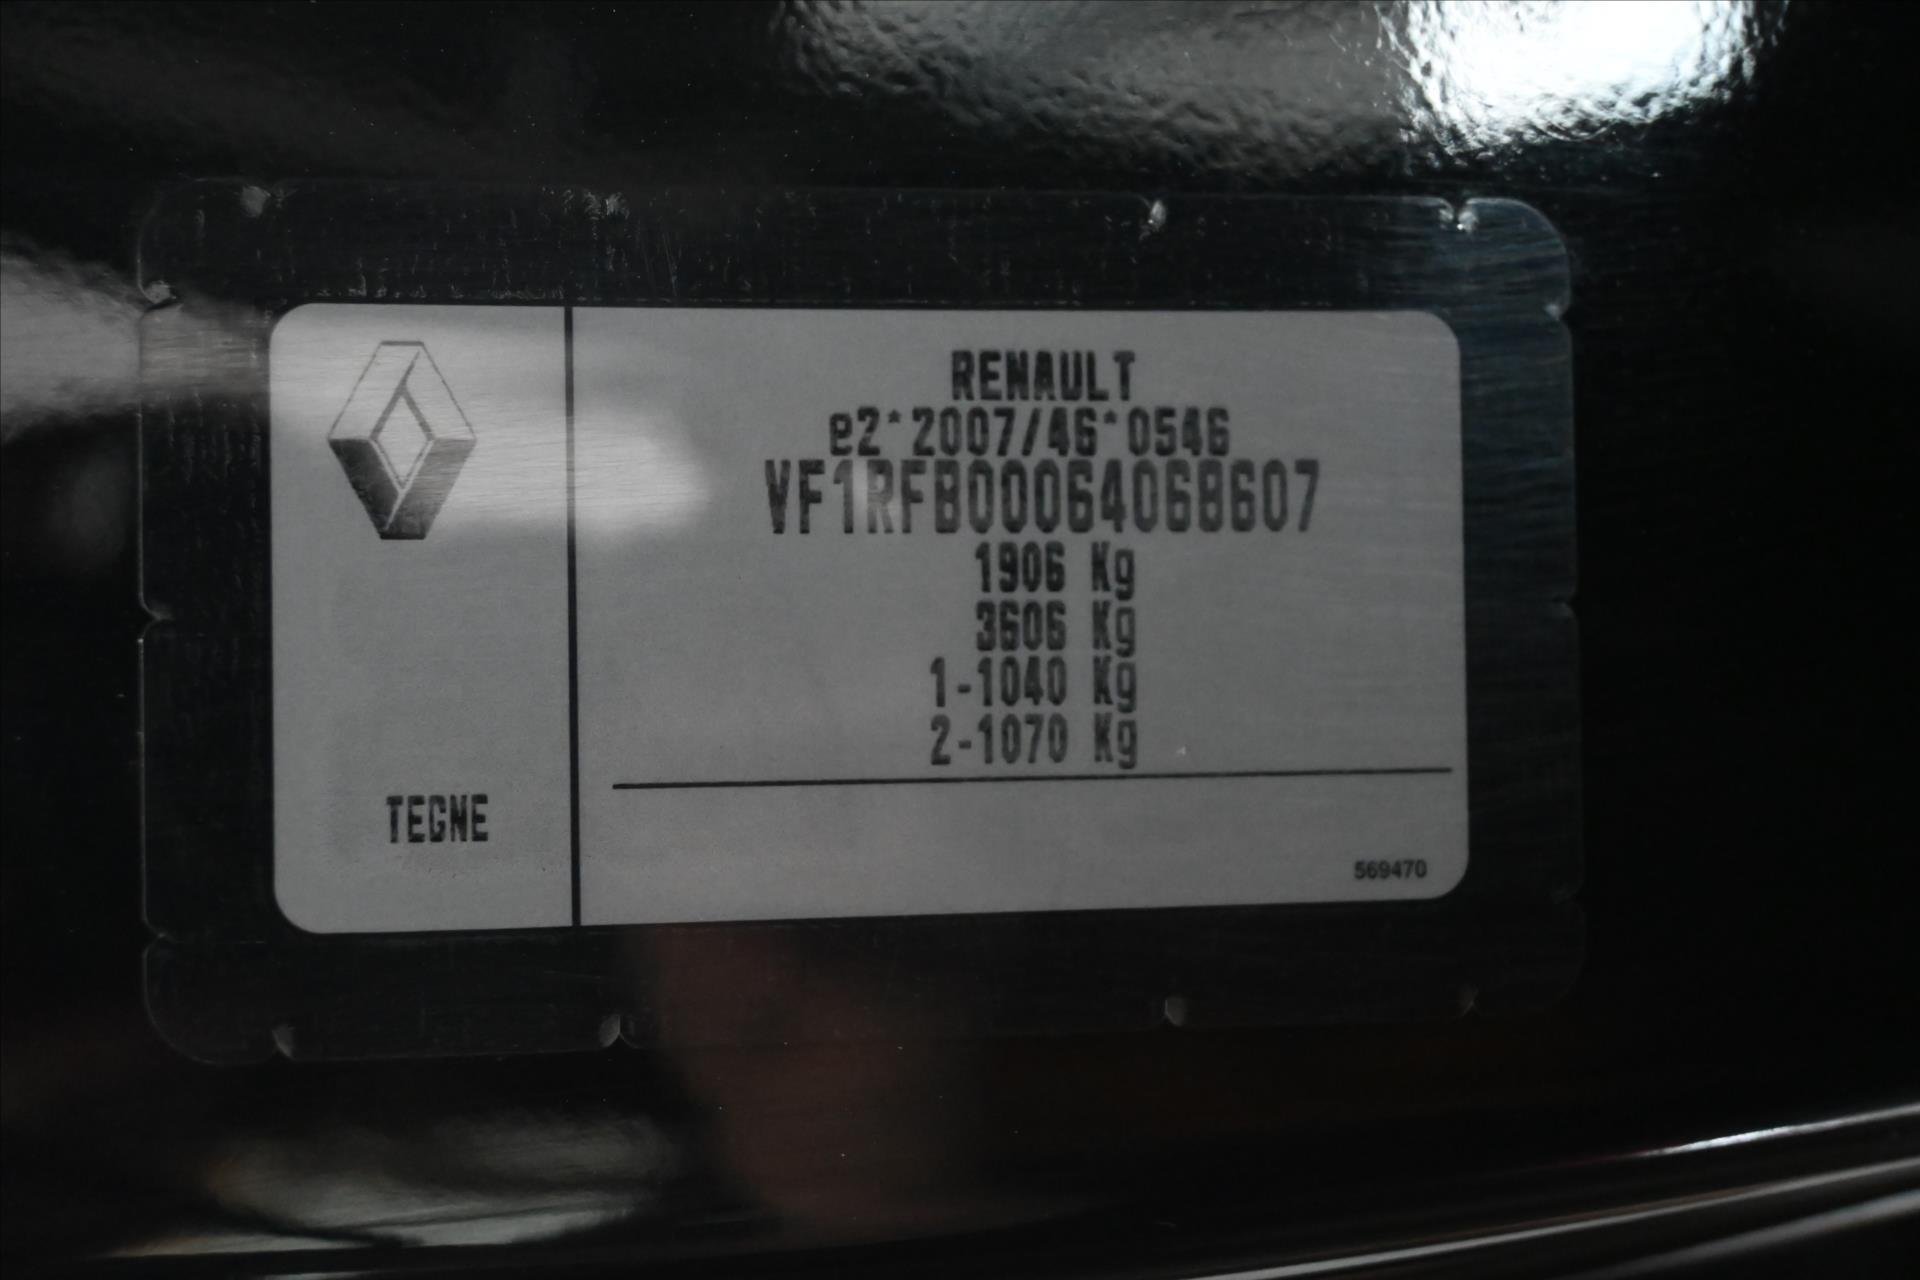 RENAULT
e2*2007/46*0546
VF1RFB00064068607
1906 Kg
3606 Kg
1-1040 Kg
2-1070 Kg
TEGNE
569470